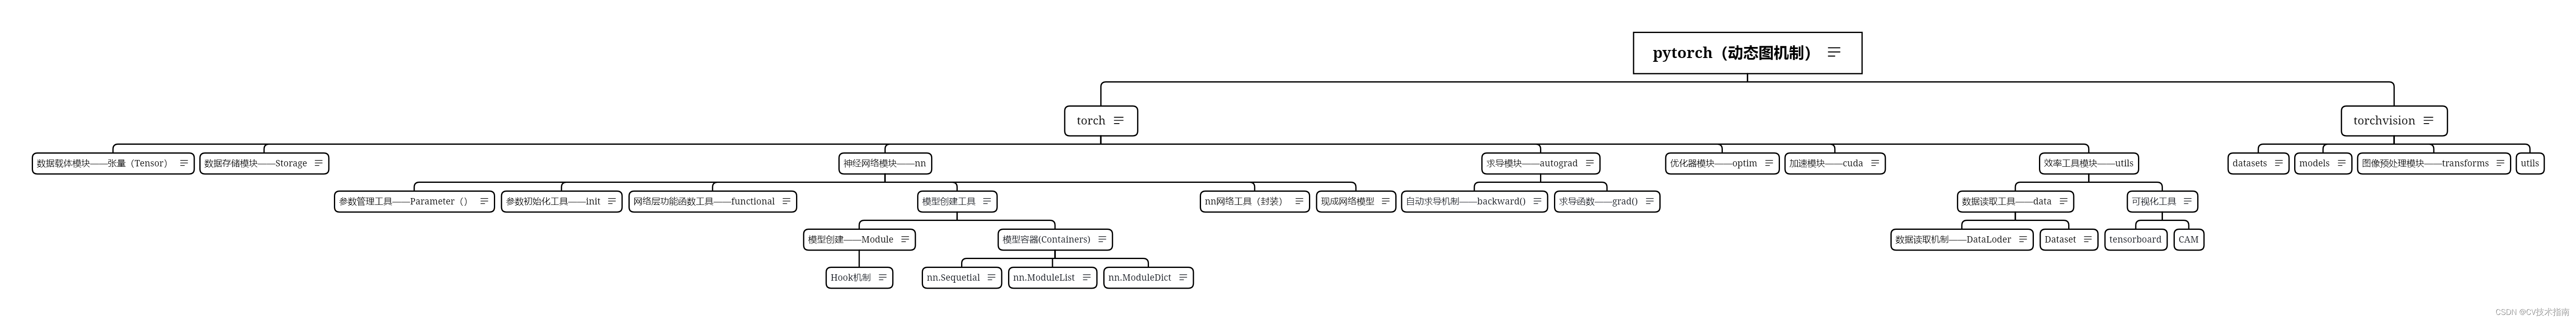 pytorch（动态图机制）
torch
torchvision
数据载体模块——张量（Tensor）
数据存储模块——Storage
神经网络模块——nn
求导模块——autograd
优化器模块——optim
加速模块——cuda
效率工具模块——utils
datasets
models
图像预处理模块——transforms
utils
参数管理工具——Parameter（）
参数初始化工具——init
网络层功能函数工具——functional
模型创建工具
nn网络工具（封装）
现成网络模型
自动求导机制——backward()
求导函数——grad()
数据读取工具——data
可视化工具
模型创建——Module
模型容器(Containers)
数据读取机制——DataLoder
Dataset
tensorboard
CAM
Hook机制
nn.Sequetial
nn.ModuleList
nn.ModuleDict
CSDN @CV技术指南